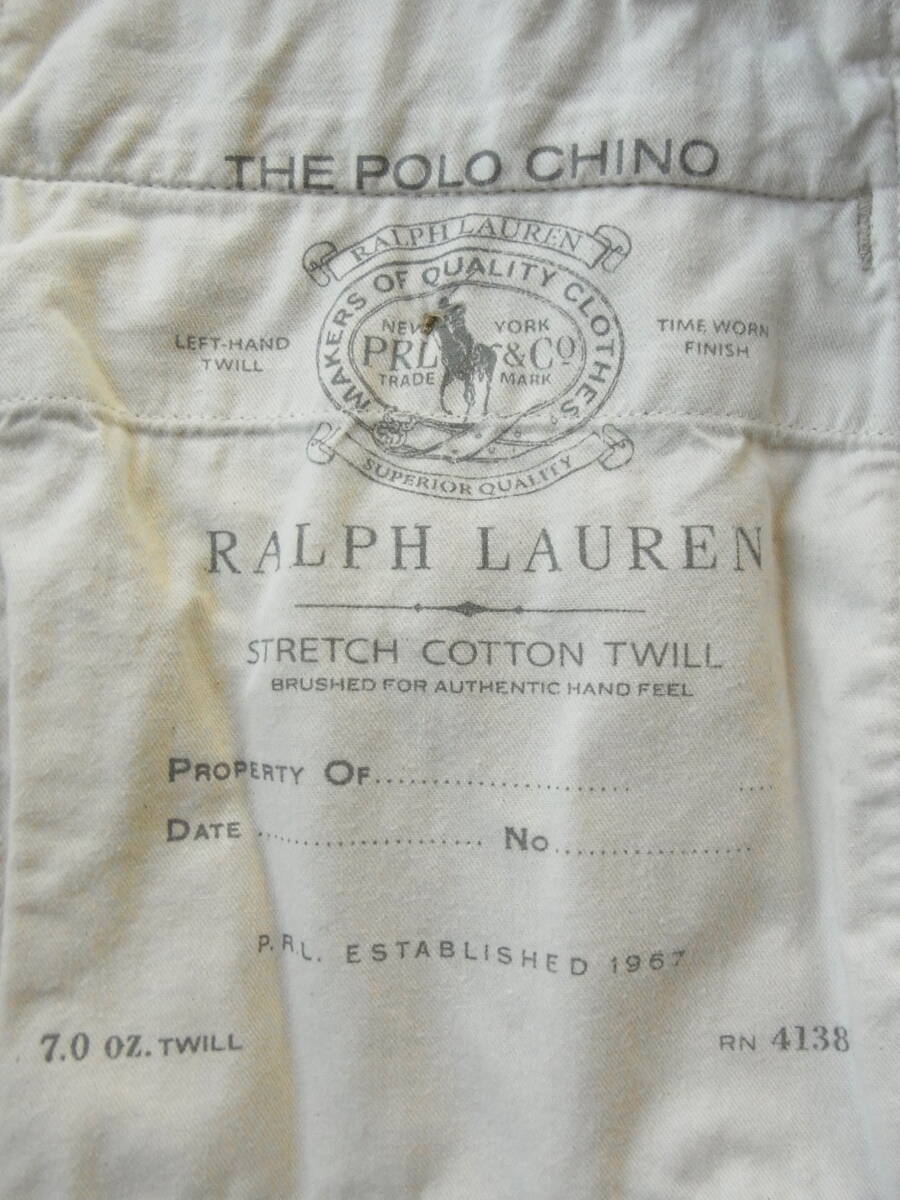 THE POLO CHINO
RALPH LAUREN
MAKERS OF QUALITY CLOTHES
NEW YORK
PRL &Co
TRADE MARK
LEFT-HAND
TWILL
TIME WORN
FINISH
SUPERIOR QUALITY
RALPH LAUREN
STRETCH COTTON TWILL
BRUSHED FOR AUTHENTIC HAND FEEL
PROPERTY OF
DATE No
P.R.L. ESTABLISHED 1967
7.0 OZ. TWILL RN 4138